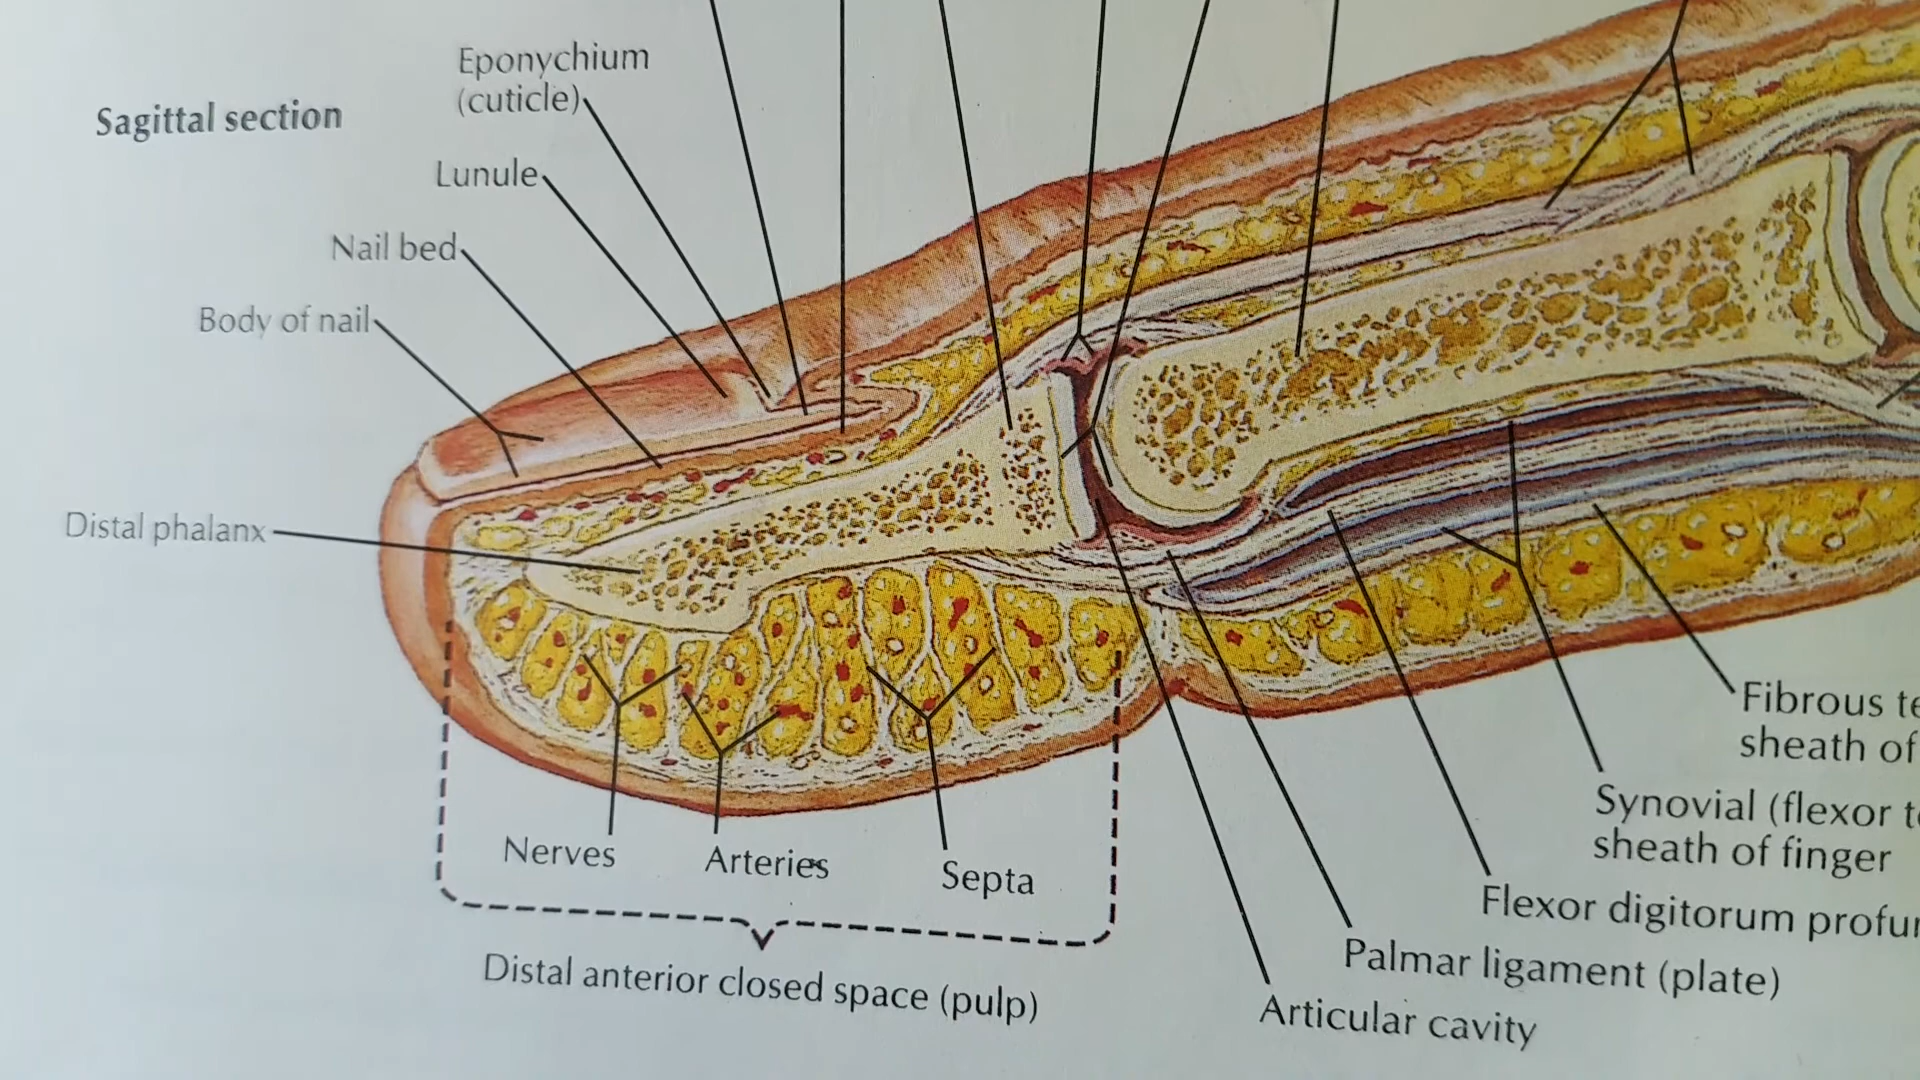 Eponychium
(cuticle)
Sagittal section
Lunule
Nail bed
Body of nail
Distal phalanx
Fibrous
sheath of
Synovial (flexor
sheath of finger
Nerves
Arteries
Septa
Flexor digitorum
Palmar ligament (plate)
Distal anterior closed space (pulp)
Articular cavity